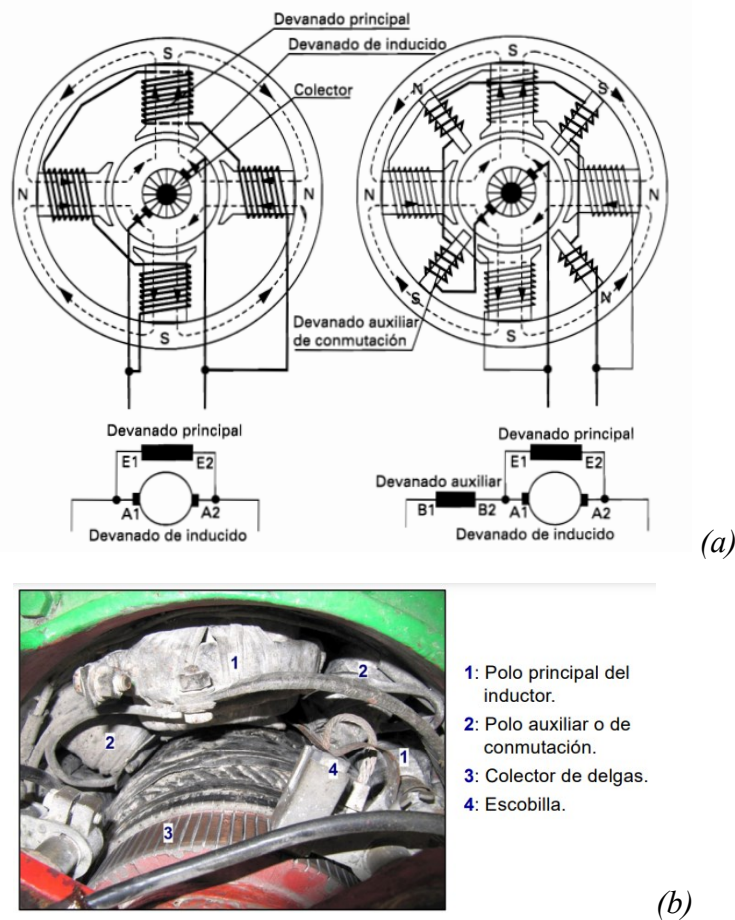 Devanado principal
Devanado de inducido
Colector
S
N
N
S
S
N
S
N
N
S
N
S
Devanado auxiliar
de conmutación
Devanado principal
E1
E2
A1
A2
Devanado de inducido
Devanado principal
Devanado auxiliar
E1
E2
B1
B2
A1
A2
Devanado de inducido
(a)
1
2
2
1
4
3
1: Polo principal del
inductor.
2: Polo auxiliar o de
conmutación.
3: Colector de delgas.
4: Escobilla.
(b)